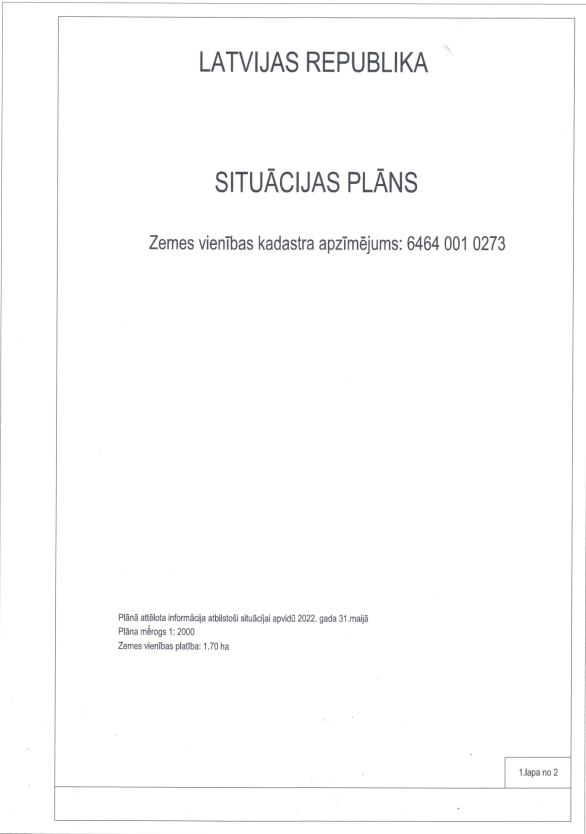 LATVIJAS REPUBLIKA
SITUĀCIJAS PLĀNS
Zemes vienības kadastra apzīmējums: 6464 001 0273
Plānā attēlota informācija atbilstoši situācijai apvidū 2022. gada 31.maijā
Plāna mērogs 1: 2000
Zemes vienības platība: 1.70 ha
1.lapa no 2